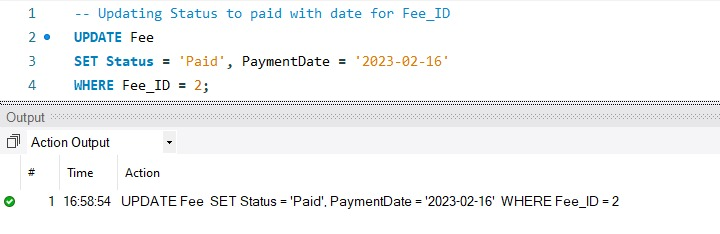 1 -- Updating Status to paid with date for Fee_ID
2 UPDATE Fee
3 SET Status = 'Paid', PaymentDate = '2023-02-16'
4 WHERE Fee_ID = 2;
Output
Action Output
# Time Action
1 16:58:54 UPDATE Fee SET Status = 'Paid', PaymentDate = '2023-02-16' WHERE Fee_ID = 2